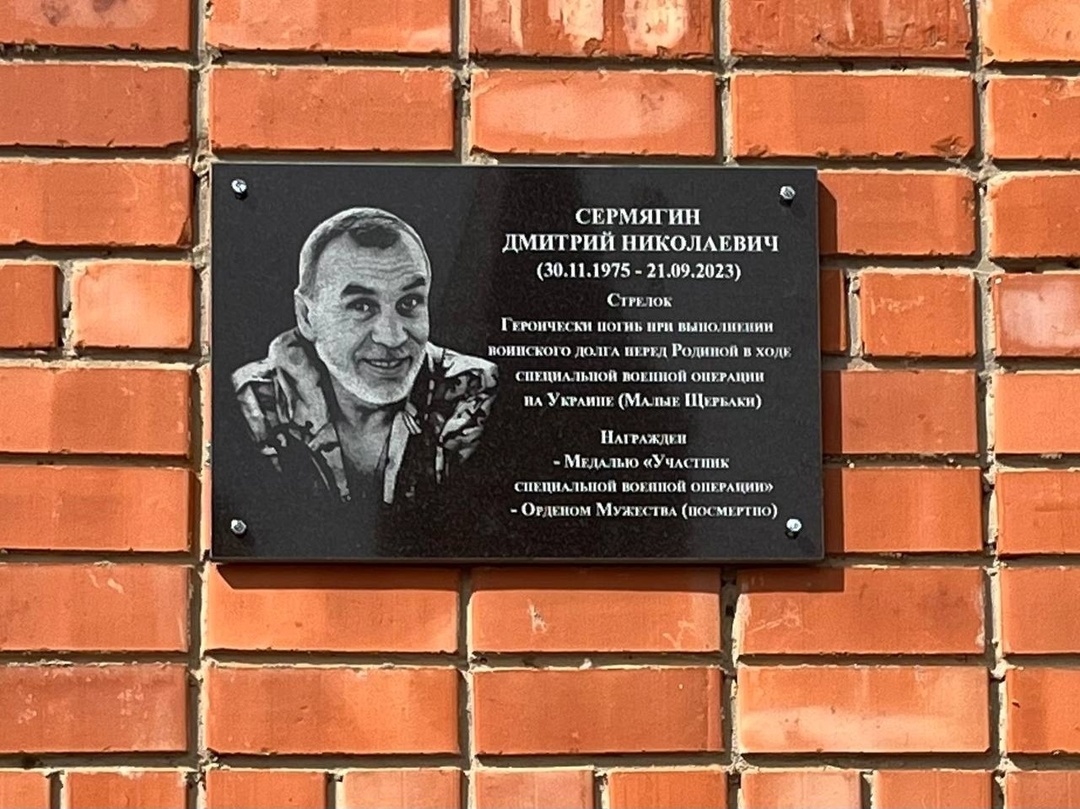 СЕРМЯГИН
ДМИТРИЙ НИКОЛАЕВИЧ
(30.11.1975 - 21.09.2023)
Стрелок
Героически погиб при выполнении
воинского долга перед Родиной в ходе
специальной военной операции
на Украине (Малые Щербаки)
Награжден
- Медалью «Участник
специальной военной операции»
- Орденом Мужества (посмертно)